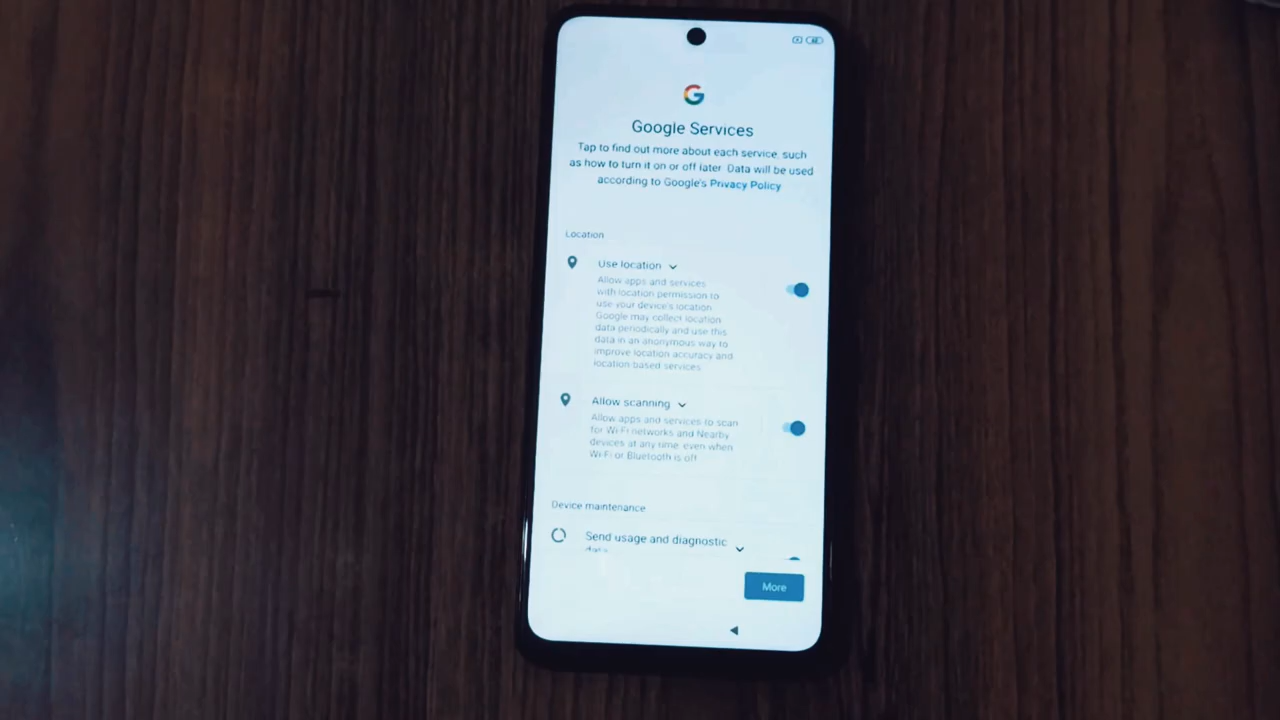 Google Services
Tap to find out more about each service, such
as how to turn it on or off later. Data will be used
according to Google's Privacy Policy
Location
Use location
Allow apps and services
with location permission to
use your device's location.
Google may collect location
data periodically and use this
data in an anonymous way to
improve location accuracy and
location-based services.
Allow scanning
Allow apps and services to scan
for Wi-Fi networks and Nearby
devices at any time, even when
Wi-Fi or Bluetooth is off.
Device maintenance
Send usage and diagnostic
data
More